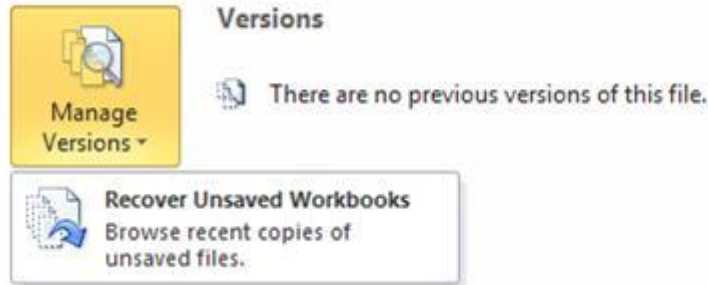 Versions
There are no previous versions of this file.
Manage
Versions
Recover Unsaved Workbooks
Browse recent copies of
unsaved files.